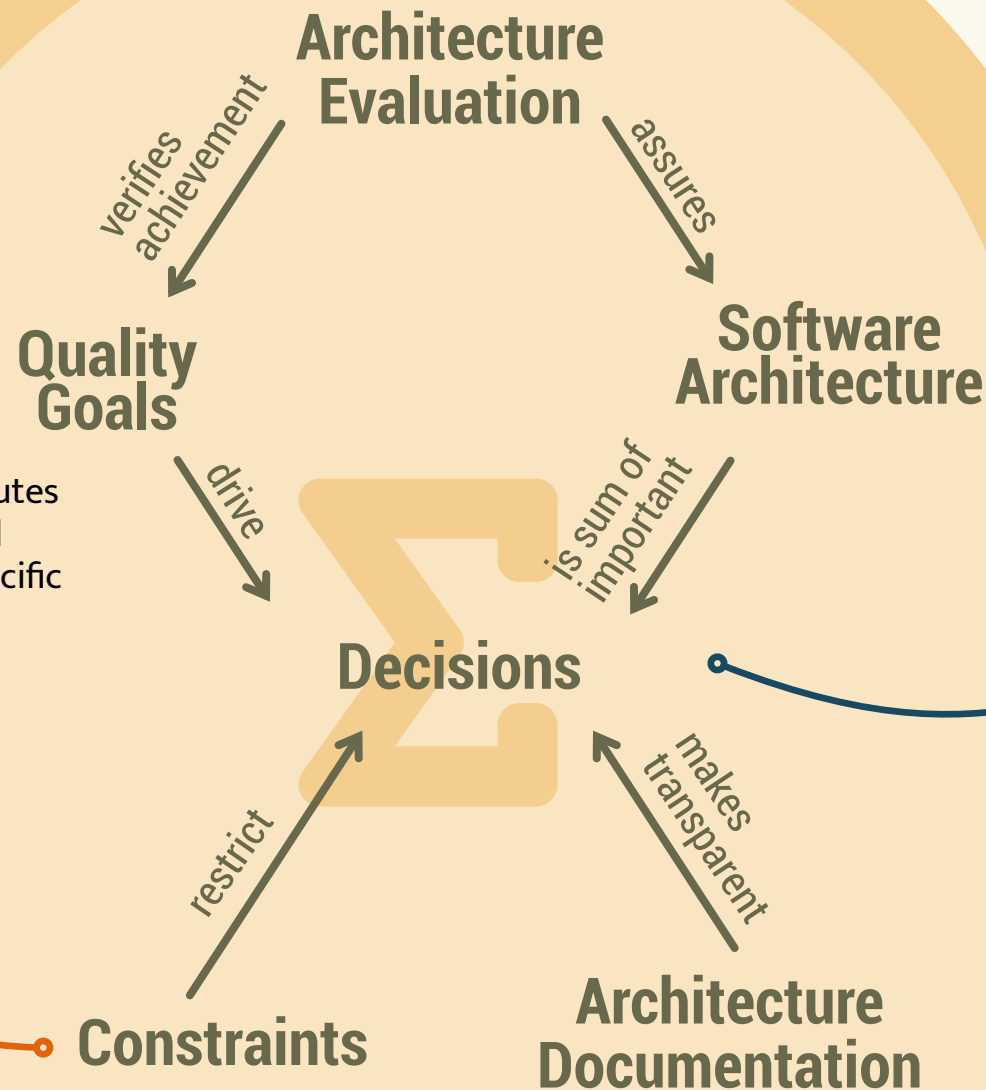 Architecture
Evaluation
verifies
achievement
assures
Quality
Goals
Software
Architecture
drive
is sum of
important
cific
Decisions
restrict
makes
transparent
Constraints
Architecture
Documentation